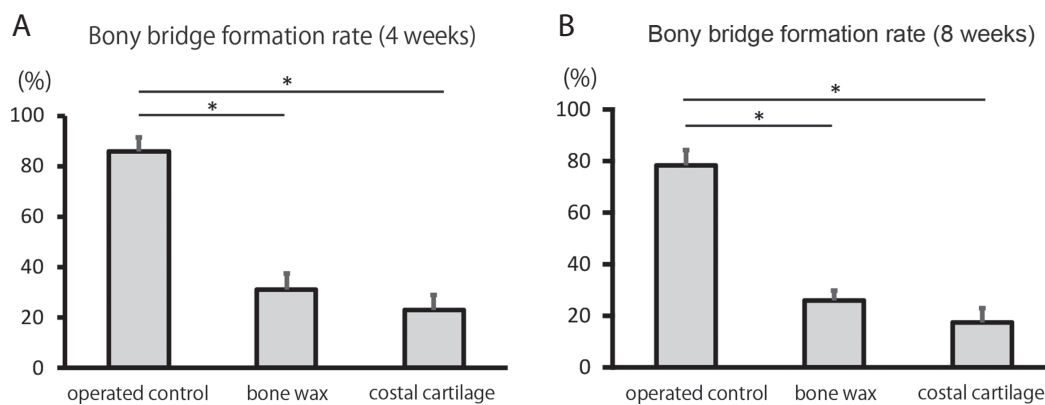 A
Bony bridge formation rate (4 weeks)
(%)
*
*
100
80
60
40
20
0
operated control
bone wax
costal cartilage
B
Bony bridge formation rate (8 weeks)
(%)
*
*
100
80
60
40
20
0
operated control
bone wax
costal cartilage